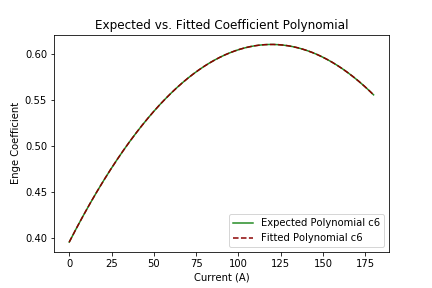 Expected vs. Fitted Coefficient Polynomial
0.60
0.55
0.50
0.45
0.40
Enge Coefficient
0 25 50 75 100 125 150 175
Current (A)
Expected Polynomial c6
Fitted Polynomial c6